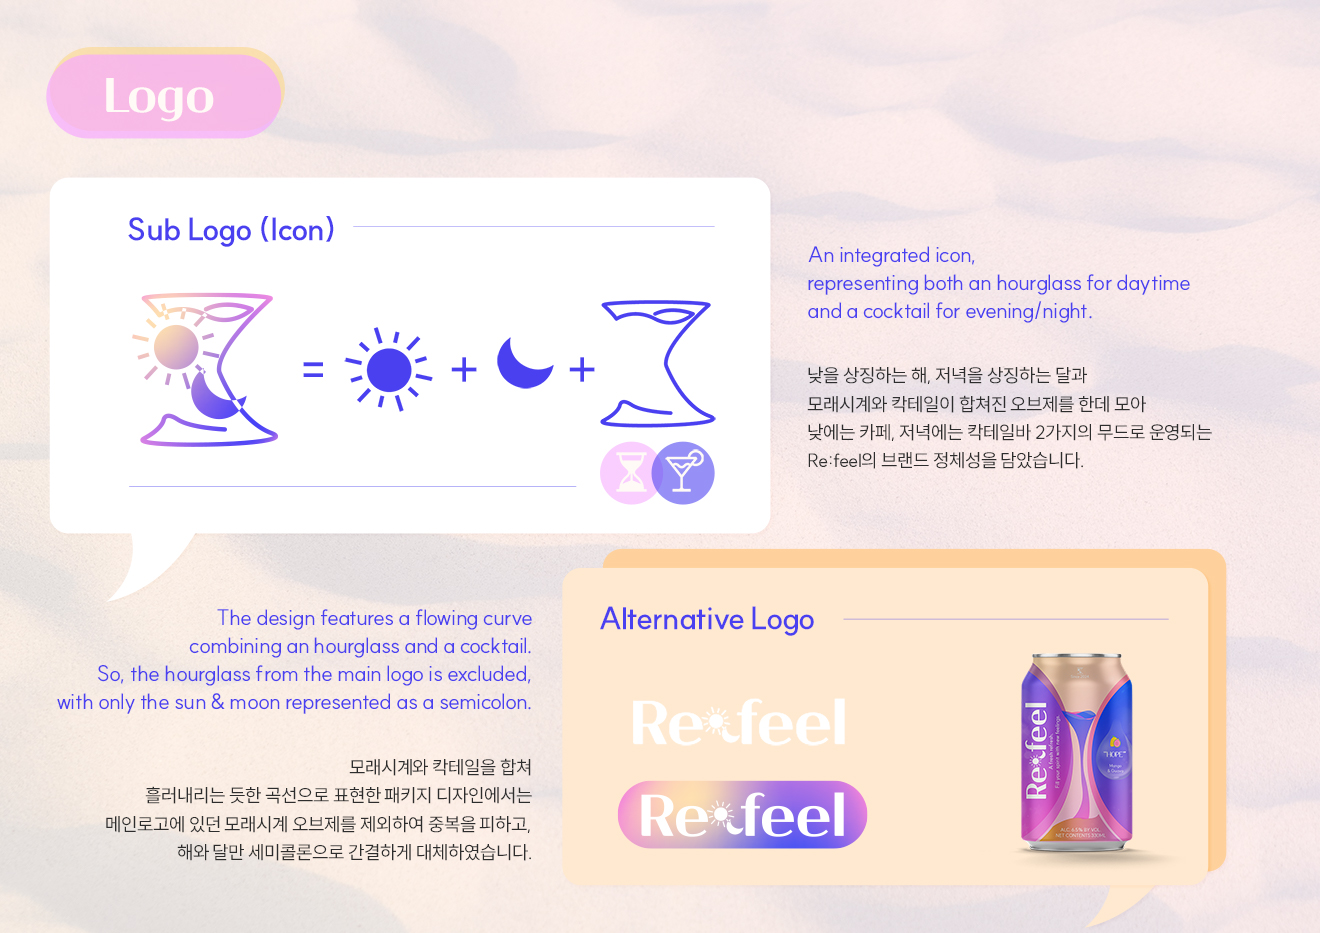 Logo
Sub Logo (Icon)
= + +
An integrated icon,
representing both an hourglass for daytime
and a cocktail for evening/night.
낮을 상징하는 해, 저녁을 상징하는 달과
모래시계와 칵테일이 합쳐진 오브제를 한데 모아
낮에는 카페, 저녁에는 칵테일바 2가지의 무드로 운영되는
Re:feel의 브랜드 정체성을 담았습니다.
The design features a flowing curve
combining an hourglass and a cocktail.
So, the hourglass from the main logo is excluded,
with only the sun & moon represented as a semicolon.
모래시계와 칵테일을 합쳐
흘러내리는 듯한 곡선으로 표현한 패키지 디자인에서는
메인로고에 있던 모래시계 오브제를 제외하여 중복을 피하고,
해와 달만 세미콜론으로 간결하게 대체하였습니다.
Alternative Logo
Re;feel
Re;feel
Re;feel
"HOPE"
Mango
ALC 4.5% BY VOL.
NET CONTENTS 330ML